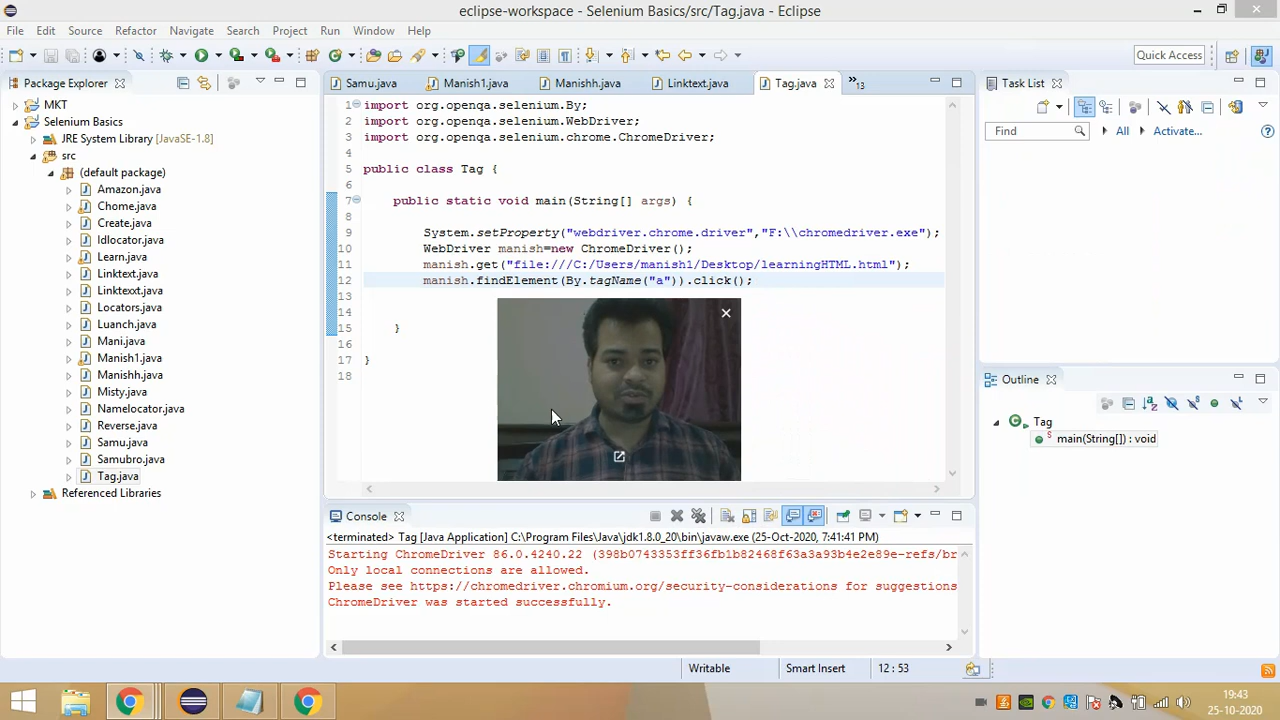 eclipse-workspace - Selenium Basics/src/Tag.java - Eclipse
File Edit Source Refactor Navigate Search Project Run Window Help
Quick Access
Package Explorer
MKT
Selenium Basics
JRE System Library [JavaSE-1.8]
src
(default package)
Amazon.java
Chome.java
Create.java
Idlocator.java
Learn.java
Linktext.java
Linktexxt.java
Locators.java
Luanch.java
Mani.java
Manish1.java
Manishh.java
Misty.java
Namelocator.java
Reverse.java
Samu.java
Samubro.java
Tag.java
Referenced Libraries
Samu.java Manish1.java Manishh.java Linktext.java Tag.java »13
1 import org.openqa.selenium.By;
2 import org.openqa.selenium.WebDriver;
3 import org.openqa.selenium.chrome.ChromeDriver;
4
5 public class Tag {
6
7 public static void main(String[] args) {
8
9 System.setProperty("webdriver.chrome.driver","F:\\chromedriver.exe");
10 WebDriver manish=new ChromeDriver();
11 manish.get("file:///C:/Users/manish1/Desktop/learningHTML.html");
12 manish.findElement(By.tagName("a")).click();
13
14
15 }
16
17 }
18
Task List
Find All Activate...
Outline
Tag
main(String[]) : void
Console
<terminated> Tag [Java Application] C:\Program Files\Java\jdk1.8.0_20\bin\javaw.exe (25-Oct-2020, 7:41:41 PM)
Starting ChromeDriver 86.0.4240.22 (398b0743353ff36fb1b82468f63a3a93b4e2e89e-refs/br
Only local connections are allowed.
Please see https://chromedriver.chromium.org/security-considerations for suggestions
ChromeDriver was started successfully.
Writable Smart Insert 12 : 53
19:43
25-10-2020